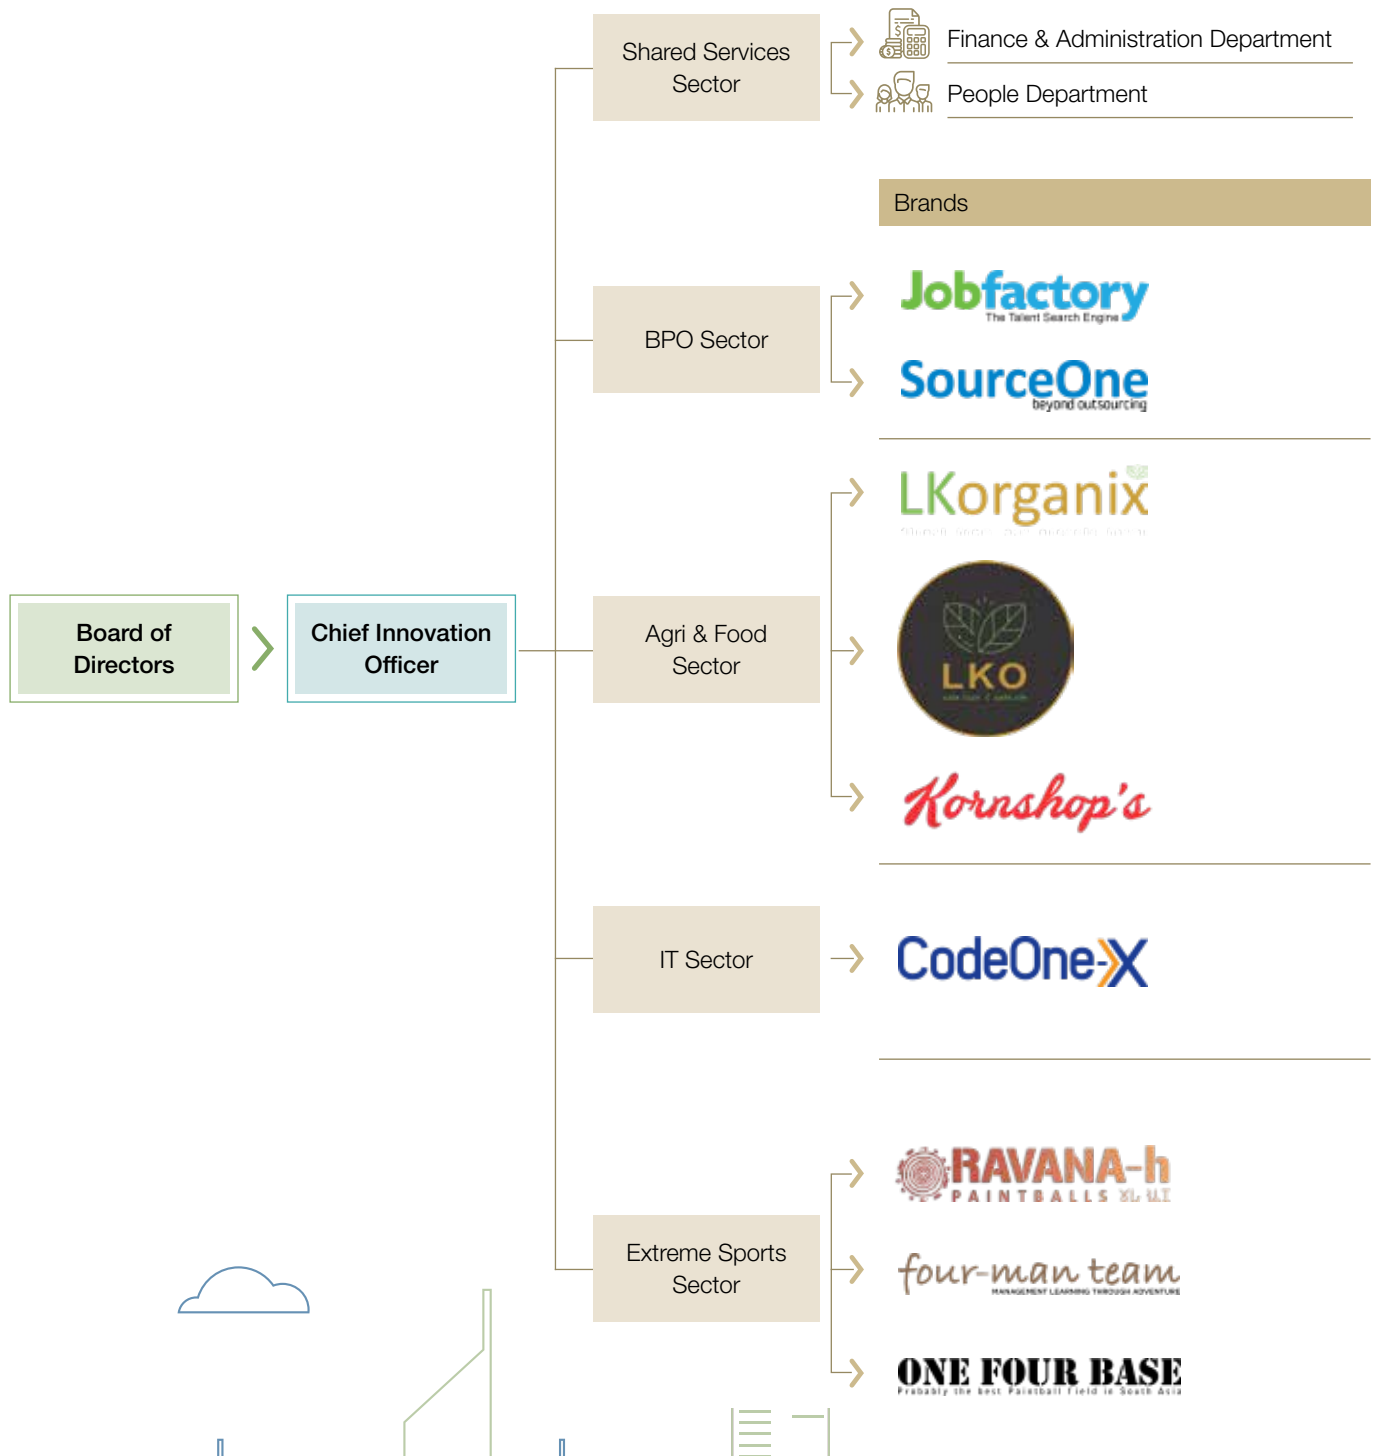 Shared Services
Sector
Finance & Administration Department
People Department
Brands
BPO Sector
Jobfactory
The Talent Search Engine
SourceOne
beyond outsourcing
Board of
Directors
Chief Innovation
Officer
Agri & Food
Sector
LKorganix
LKO
Kornshop's
IT Sector
CodeOne-X
Extreme Sports
Sector
RAVANA-h
PAINTBALLS
four-man team
MANAGEMENT LEARNING THROUGH ADVENTURE
ONE FOUR BASE
Probably the best Paintball Field in South Asia